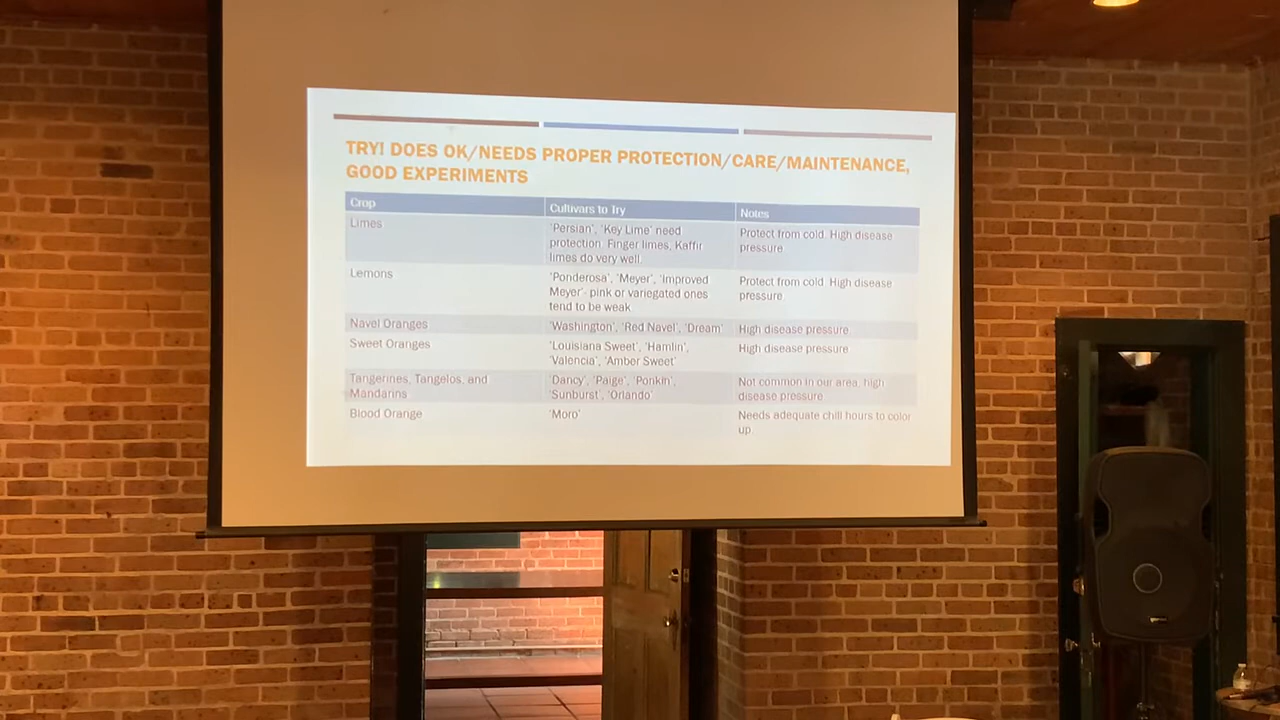 TRY! DOES OK/NEEDS PROPER PROTECTION/CARE/MAINTENANCE,
GOOD EXPERIMENTS
Crop
Cultivars to Try
Notes
Limes
'Persian', 'Key Lime' need
protection. Finger limes, Kaffir
limes do very well.
Protect from cold. High disease
pressure.
Lemons
'Ponderosa', 'Meyer', 'Improved
Meyer'- pink or variegated ones
tend to be weak.
Protect from cold. High disease
pressure.
Navel Oranges
'Washington', 'Red Navel', 'Dream'
High disease pressure.
Sweet Oranges
'Louisiana Sweet', 'Hamlin',
'Valencia', 'Amber Sweet'
High disease pressure.
Tangerines, Tangelos, and
Mandarins
'Dancy', 'Paige', 'Ponkin',
'Sunburst', 'Orlando'
Not common in our area, high
disease pressure
Blood Orange
'Moro'
Needs adequate chill hours to color
up.